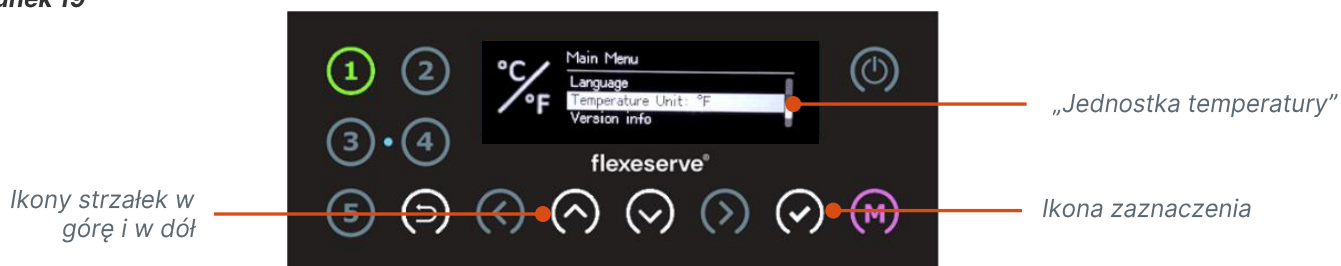 19
1 2
°C/°F
Main Menu
Language
Temperature Unit: °F
Version info
„Jednostka temperatury”
3 4
flexeserve®
Ikony strzałek w
górę i w dół
5
M
Ikona zaznaczenia